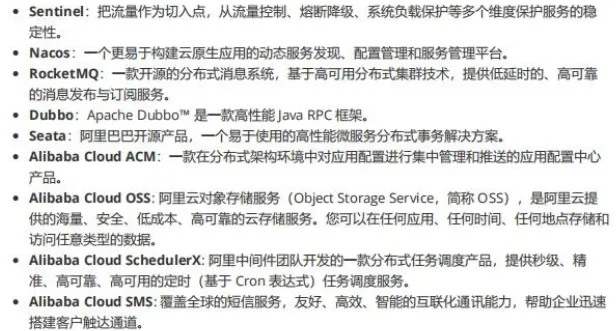 • Sentinel：把流量作为切入点，从流量控制、熔断降级、系统负载保护等多个维度保护服务的稳
定性。
• Nacos：一个更易于构建云原生应用的动态服务发现、配置管理和服务管理平台。
• RocketMQ：一款开源的分布式消息系统，基于高可用分布式集群技术，提供低延时的、高可靠
的消息发布与订阅服务。
• Dubbo：Apache Dubbo™ 是一款高性能 Java RPC 框架。
• Seata：阿里巴巴开源产品，一个易于使用的高性能微服务分布式事务解决方案。
• Alibaba Cloud ACM：一款在分布式架构环境中对应用配置进行集中管理和推送的应用配置中心
产品。
• Alibaba Cloud OSS: 阿里云对象存储服务（Object Storage Service，简称 OSS），是阿里云提
供的海量、安全、低成本、高可靠的云存储服务。您可以在任何应用、任何时间、任何地点存储和
访问任意类型的数据。
• Alibaba Cloud SchedulerX: 阿里中间件团队开发的一款分布式任务调度产品，提供秒级、精
准、高可靠、高可用的定时（基于 Cron 表达式）任务调度服务。
• Alibaba Cloud SMS: 覆盖全球的短信服务，友好、高效、智能的互联化通讯能力，帮助企业迅速
搭建客户触达通道。